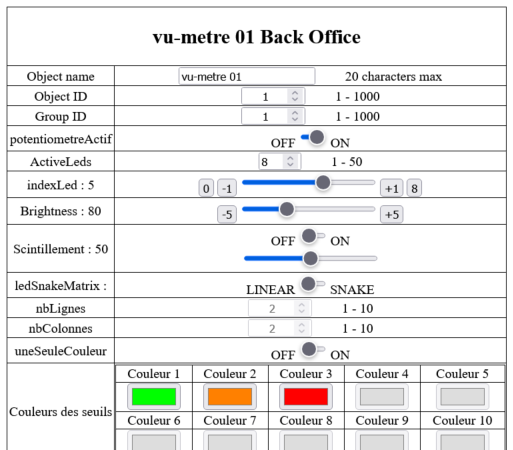 vu-metre 01 Back Office
Object name vu-metre 01 20 characters max
Object ID 1 1 - 1000
Group ID 1 1 - 1000
potentiometreActif OFF ON
ActiveLeds 8 1 - 50
indexLed : 5 0 -1 +1 8
Brightness : 80 -5 +5
Scintillement : 50 OFF ON
ledSnakeMatrix : LINEAR SNAKE
nbLignes 2 1 - 10
nbColonnes 2 1 - 10
uneSeuleCouleur OFF ON
Couleurs des seuils
Couleur 1 Couleur 2 Couleur 3 Couleur 4 Couleur 5
Couleur 6 Couleur 7 Couleur 8 Couleur 9 Couleur 10